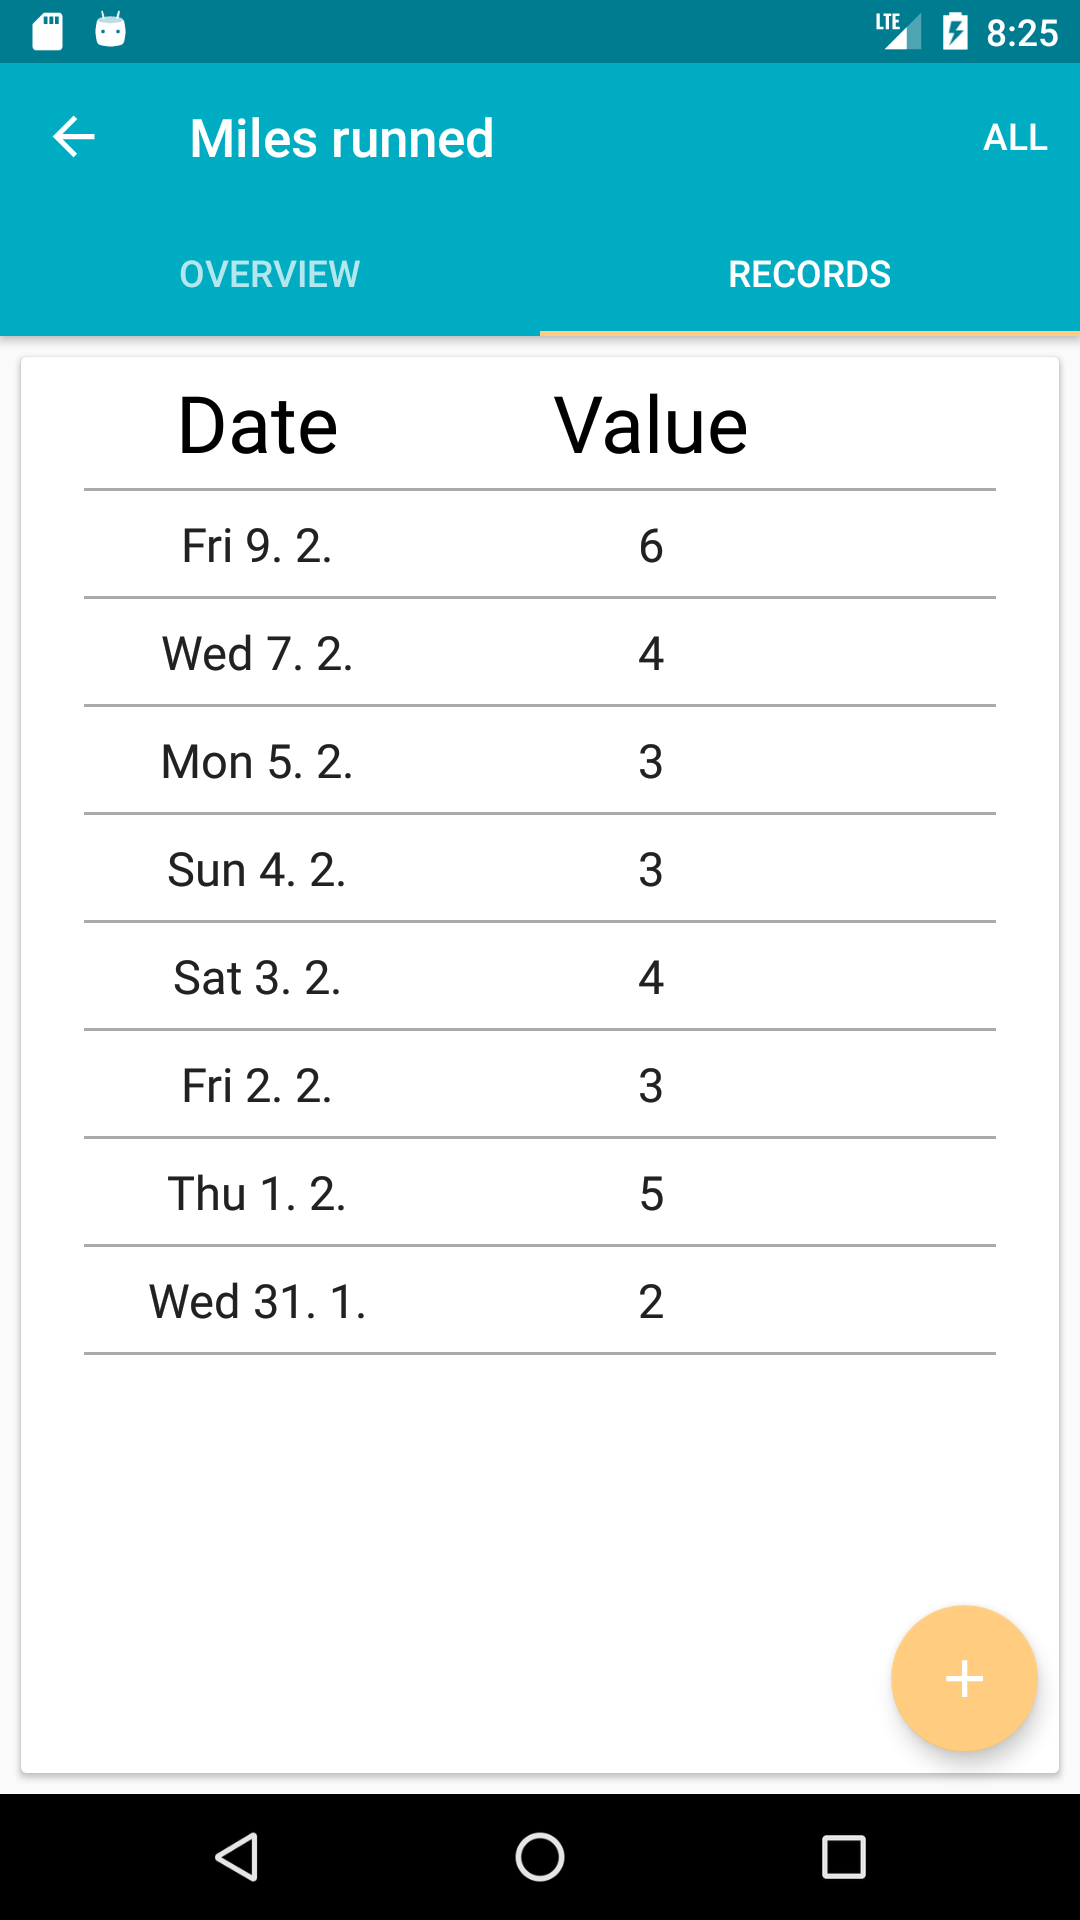 LTE 8:25
Miles runned ALL
OVERVIEW RECORDS
Date Value
Fri 9. 2. 6
Wed 7. 2. 4
Mon 5. 2. 3
Sun 4. 2. 3
Sat 3. 2. 4
Fri 2. 2. 3
Thu 1. 2. 5
Wed 31. 1. 2